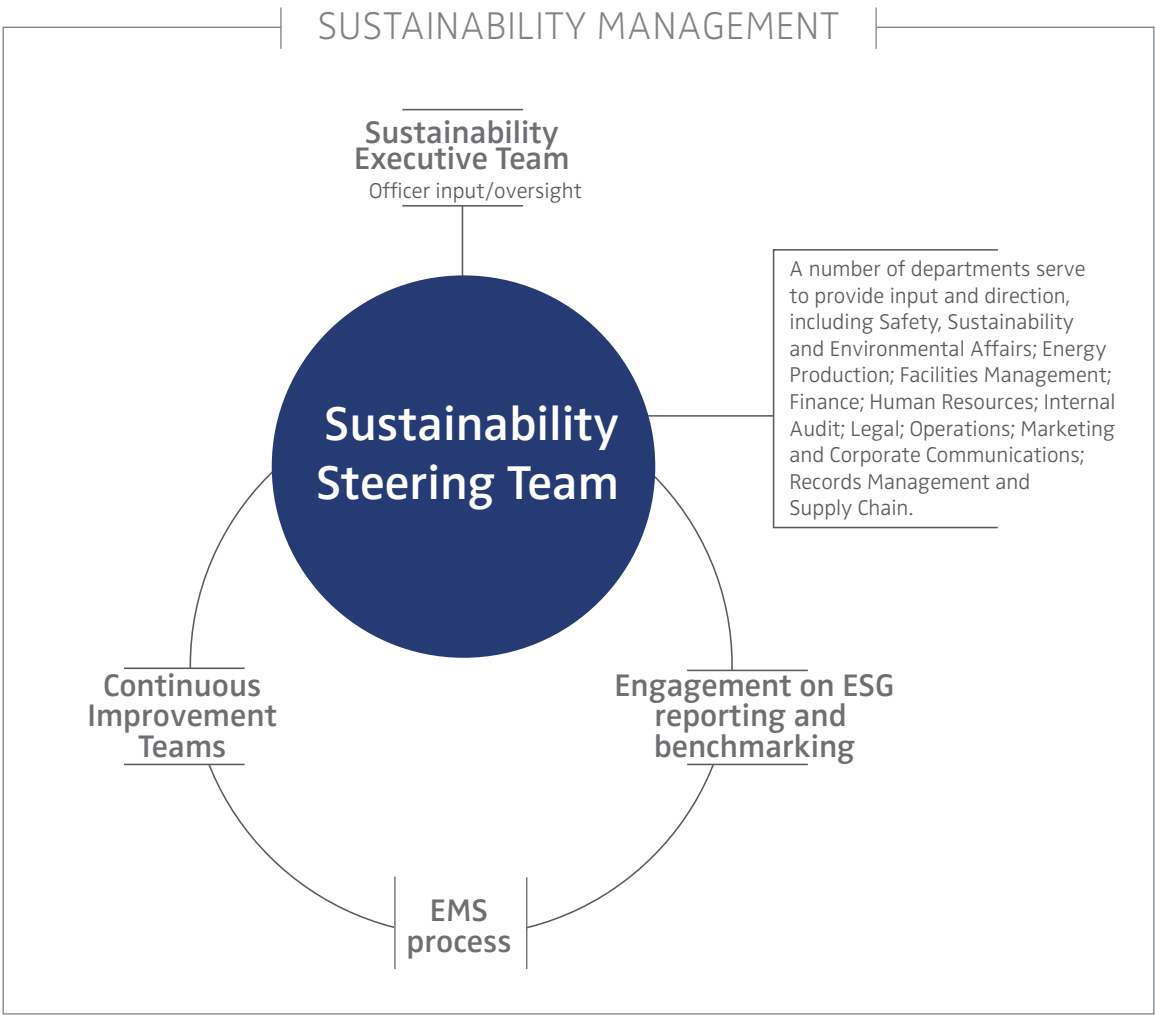 SUSTAINABILITY MANAGEMENT
Sustainability
Executive Team
Officer input/oversight
A number of departments serve
to provide input and direction,
including Safety, Sustainability
and Environmental Affairs; Energy
Production; Facilities Management;
Finance; Human Resources; Internal
Audit; Legal; Operations; Marketing
and Corporate Communications;
Records Management and
Supply Chain.
Sustainability
Steering Team
Continuous
Improvement
Teams
Engagement on ESG
reporting and
benchmarking
EMS
process